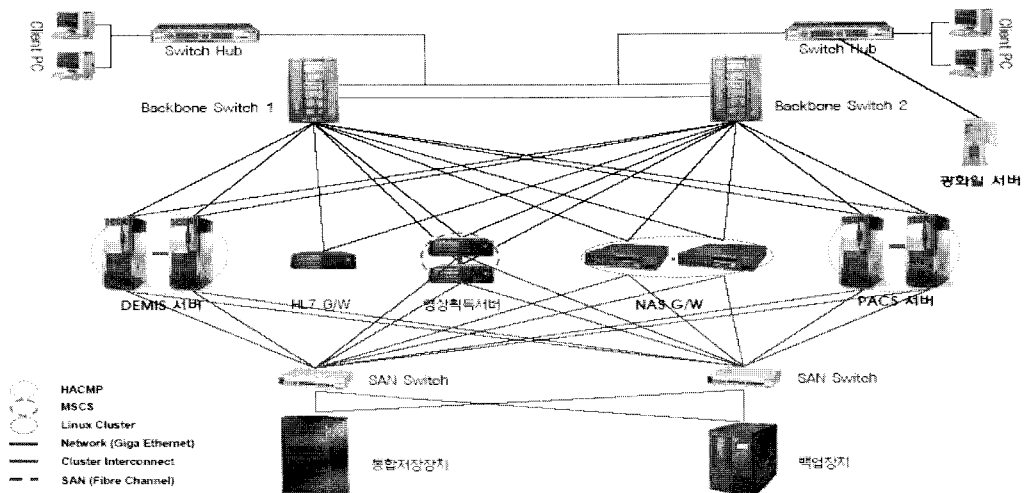 Client PC
Switch Hub
Switch Hub
Client PC
Backbone Switch 1
Backbone Switch 2
광화일 서버
DEMIS 서버
HL7 G/W
영상획득서버
NAS G/W
PACS 서버
SAN Switch
SAN Switch
HACMP
MSCS
Linux Cluster
Network (Giga Ethernet)
Cluster Interconnect
SAN (Fibre Channel)
통합저장장치
백업장치